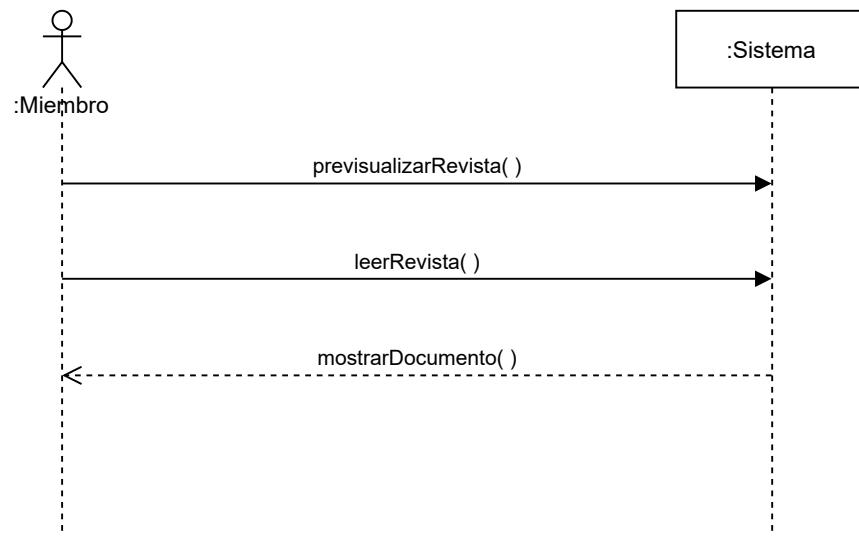 :Miembro
:Sistema
previsualizarRevista( )
leerRevista( )
mostrarDocumento( )